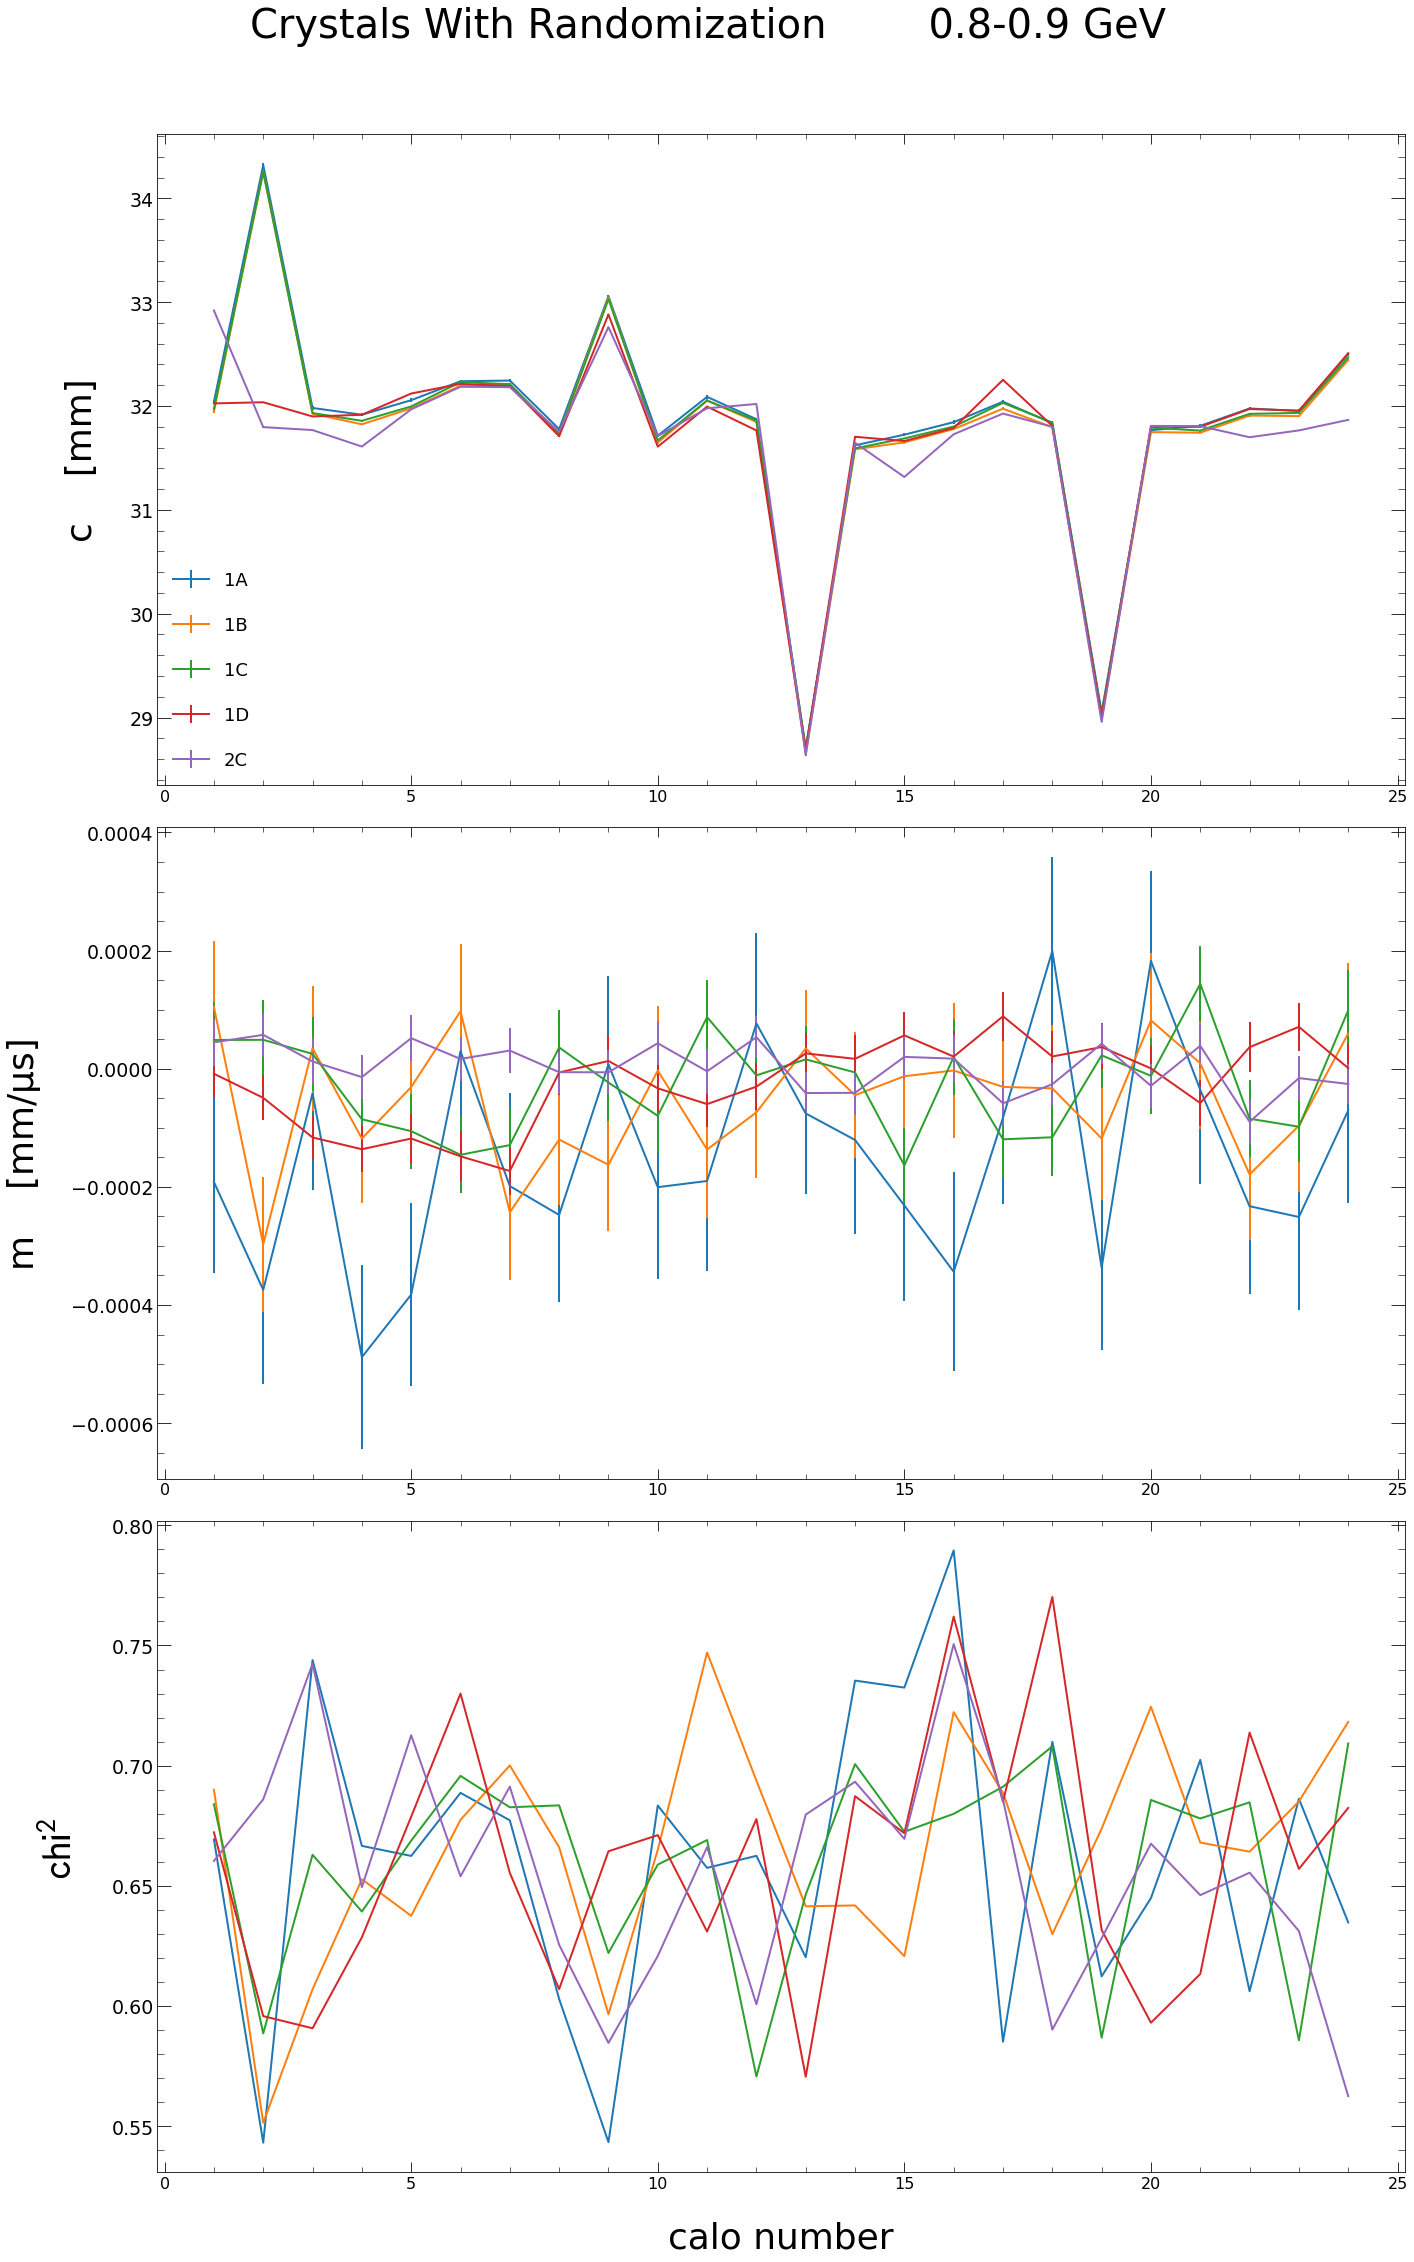 Crystals With Randomization 0.8-0.9 GeV
34
33
32
31
30
29
c [mm]
1A
1B
1C
1D
2C
0 5 10 15 20 25
0.0004
0.0002
0.0000
−0.0002
−0.0004
−0.0006
m [mm/µs]
0 5 10 15 20 25
0.80
0.75
0.70
0.65
0.60
0.55
chi²
0 5 10 15 20 25
calo number